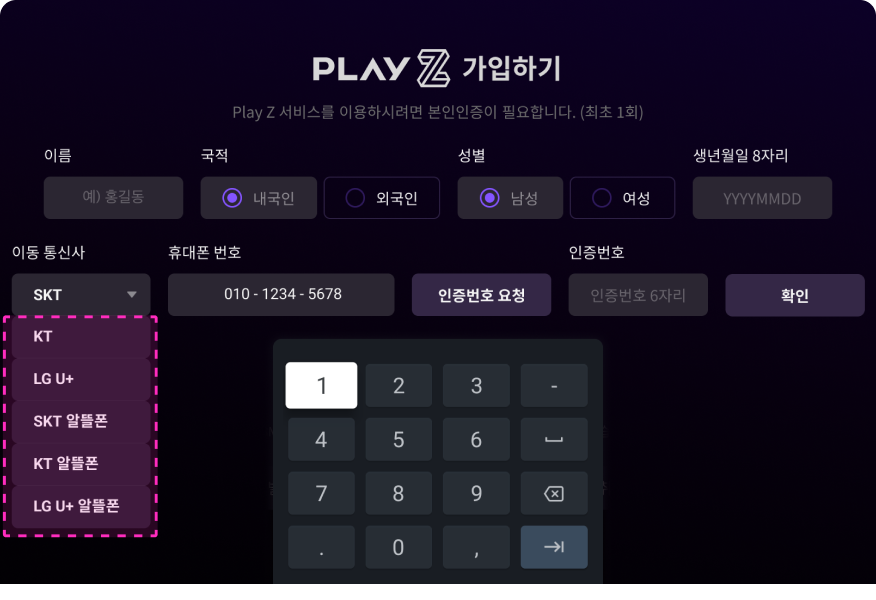 PLAY Z 가입하기
Play Z 서비스를 이용하시려면 본인인증이 필요합니다. (최초 1회)
이름 국적 성별 생년월일 8자리
예) 홍길동 내국인 외국인 남성 여성 YYYYMMDD
이동 통신사 휴대폰 번호 인증번호
SKT 010 - 1234 - 5678 인증번호 요청 인증번호 6자리 확인
KT
LG U+
SKT 알뜰폰
KT 알뜰폰
LG U+ 알뜰폰
1 2 3 -
4 5 6
7 8 9
. 0 ,